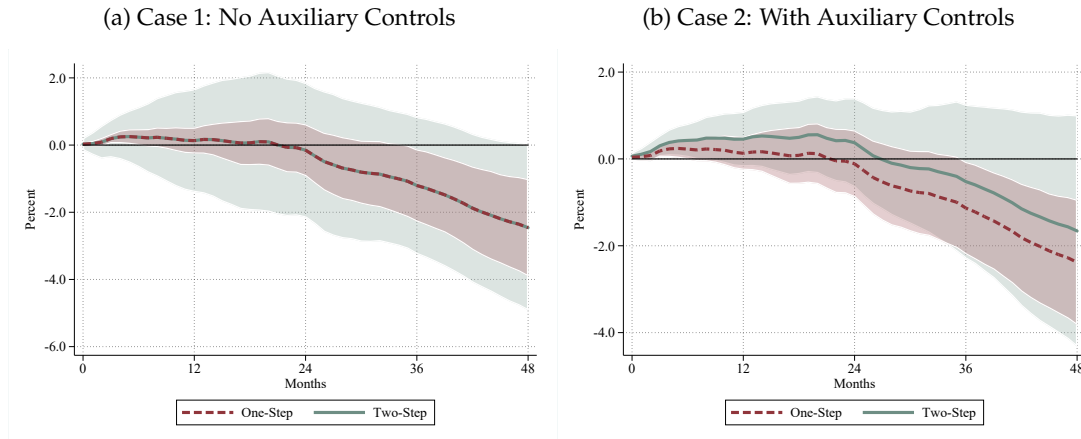 (a) Case 1: No Auxiliary Controls
2.0
0.0
-2.0
-4.0
-6.0
Percent
0 12 24 36 48
Months
One-Step Two-Step
(b) Case 2: With Auxiliary Controls
2.0
0.0
-2.0
-4.0
Percent
0 12 24 36 48
Months
One-Step Two-Step